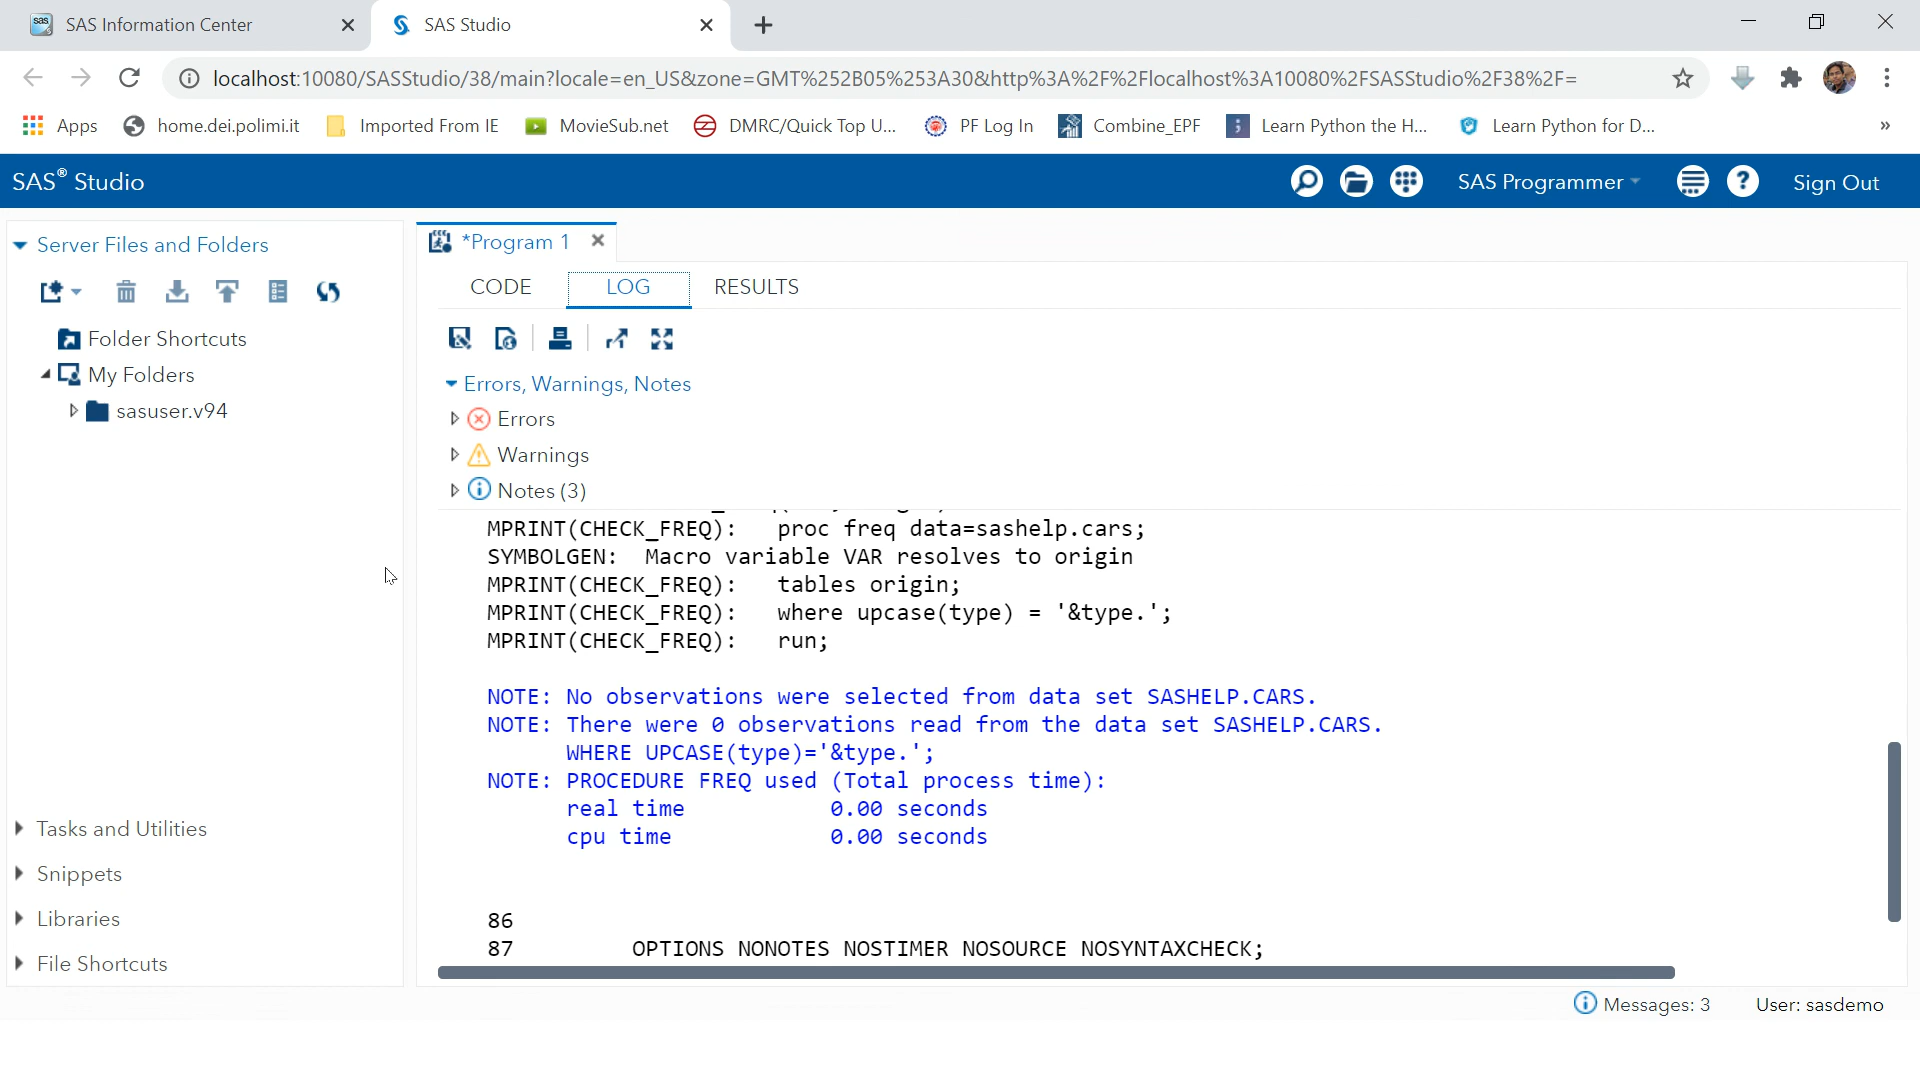 SAS Information Center
SAS Studio
localhost:10080/SASStudio/38/main?locale=en_US&zone=GMT%252B05%253A30&http%3A%2F%2Flocalhost%3A10080%2FSASStudio%2F38%2F=
Apps home.dei.polimi.it Imported From IE MovieSub.net DMRC/Quick Top U... PF Log In Combine_EPF Learn Python the H... Learn Python for D... »
SAS® Studio
SAS Programmer
Sign Out
Server Files and Folders
Folder Shortcuts
My Folders
sasuser.v94
Tasks and Utilities
Snippets
Libraries
File Shortcuts
*Program 1
CODE LOG RESULTS
Errors, Warnings, Notes
Errors
Warnings
Notes (3)
MPRINT(CHECK_FREQ):   proc freq data=sashelp.cars;
SYMBOLGEN:  Macro variable VAR resolves to origin
MPRINT(CHECK_FREQ):   tables origin;
MPRINT(CHECK_FREQ):   where upcase(type) = '&type.';
MPRINT(CHECK_FREQ):   run;
NOTE: No observations were selected from data set SASHELP.CARS.
NOTE: There were 0 observations read from the data set SASHELP.CARS.
WHERE UPCASE(type)='&type.';
NOTE: PROCEDURE FREQ used (Total process time):
real time           0.00 seconds
cpu time            0.00 seconds
86
87         OPTIONS NONOTES NOSTIMER NOSOURCE NOSYNTAXCHECK;
Messages: 3
User: sasdemo